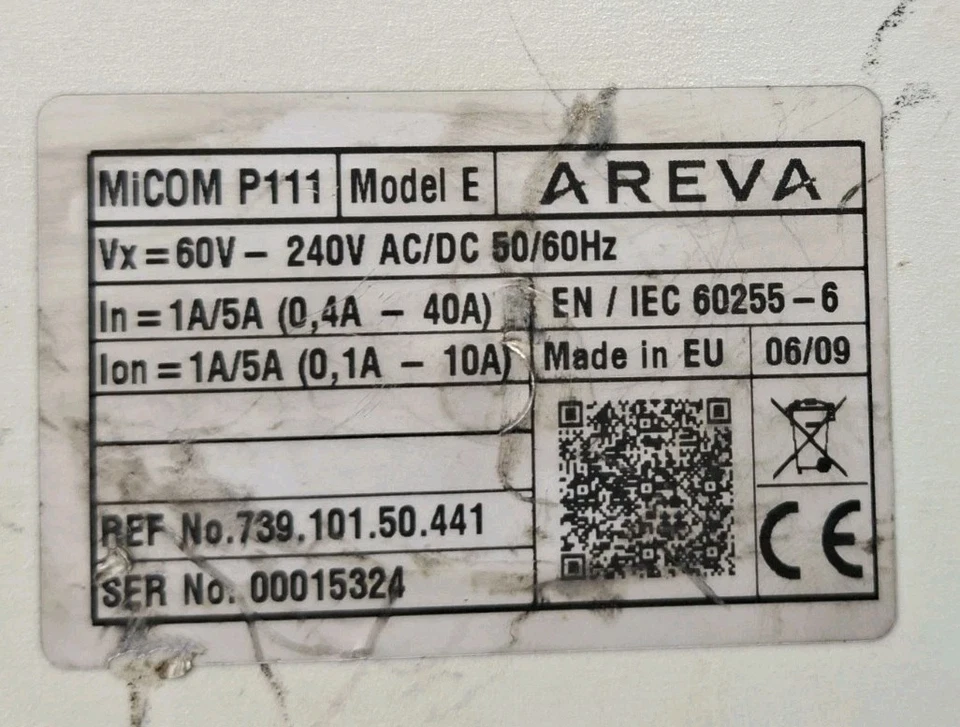 MiCOM P111 Model E AREVA
Vx = 60V – 240V AC/DC 50/60Hz
In = 1A/5A (0,4A – 40A) EN / IEC 60255 – 6
Ion = 1A/5A (0,1A – 10A) Made in EU 06/09
REF No.739.101.50.441
SER No. 00015324
CE